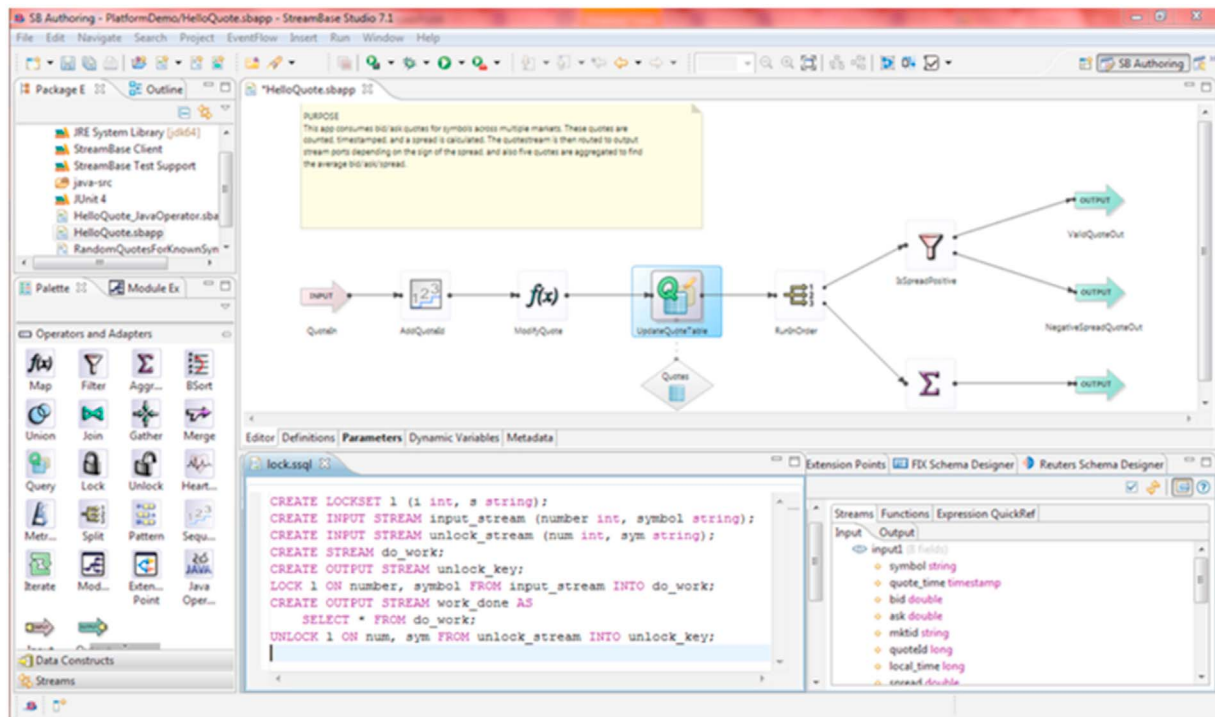 SB Authoring - PlatformDemo/HelloQuote.sbapp - StreamBase Studio 7.1
File Edit Navigate Search Project EventFlow Insert Run Window Help
SB Authoring
Package E Outline
JRE System Library [jdk64]
StreamBase Client
StreamBase Test Support
java-src
JUnit 4
HelloQuote_JavaOperator.sba
HelloQuote.sbapp
RandomQuotesForKnownSyn
*HelloQuote.sbapp
PURPOSE
This app consumes bid/ask quotes for symbols across multiple markets. These quotes are
counted, timestamped, and a spread is calculated. The quotestream is then routed to output
stream ports depending on the sign of the spread, and also five quotes are aggregated to find
the average bid/ask/spread.
INPUT
QuoteIn
AddQuoteId
f(x)
ModifyQuote
UpdateQuoteTable
Quotes
RunInOrder
IsSpreadPositive
OUTPUT
ValidQuoteOut
OUTPUT
NegativeSpreadQuoteOut
Σ
OUTPUT
Editor Definitions Parameters Dynamic Variables Metadata
Palette Module Ex
Operators and Adapters
Map Filter Aggr... BSort
Union Join Gather Merge
Query Lock Unlock Heart...
Metr... Split Pattern Sequ...
Iterate Mod... Exten... Point Java Oper...
Data Constructs
Streams
lock.ssql
CREATE LOCKSET l (i int, s string);
CREATE INPUT STREAM input_stream (number int, symbol string);
CREATE INPUT STREAM unlock_stream (num int, sym string);
CREATE STREAM do_work;
CREATE OUTPUT STREAM unlock_key;
LOCK l ON number, symbol FROM input_stream INTO do_work;
CREATE OUTPUT STREAM work_done AS
SELECT * FROM do_work;
UNLOCK l ON num, sym FROM unlock_stream INTO unlock_key;
Extension Points FIX Schema Designer Reuters Schema Designer
Streams Functions Expression QuickRef
Input Output
input1 (8 fields)
symbol string
quote_time timestamp
bid double
ask double
mktid string
quoteId long
local_time long
spread double